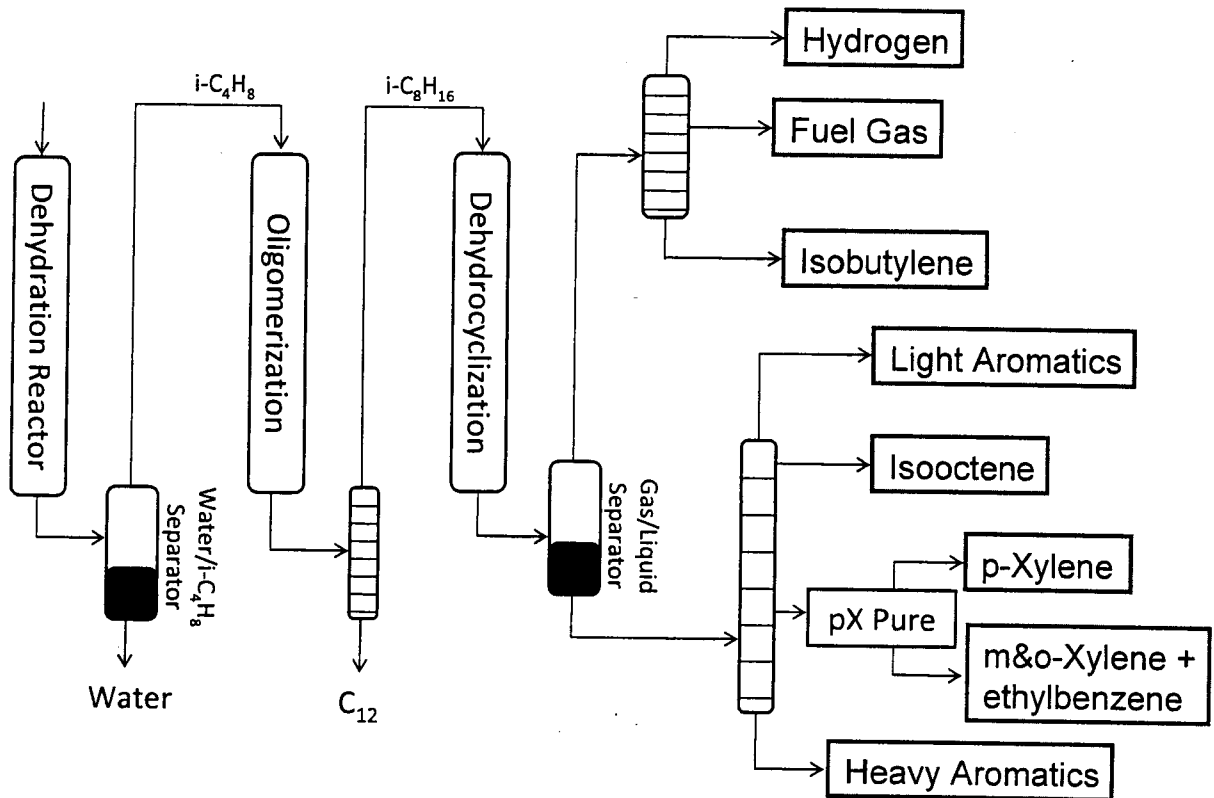 Hydrogen
i-C₄H₈
i-C₈H₁₆
Fuel Gas
Dehydration Reactor
Oligomerization
Dehydrocyclization
Isobutylene
Light Aromatics
Isooctene
Water/i-C₄H₈
Separator
Gas/Liquid
Separator
p-Xylene
pX Pure
m&o-Xylene +
ethylbenzene
Water
C₁₂
Heavy Aromatics